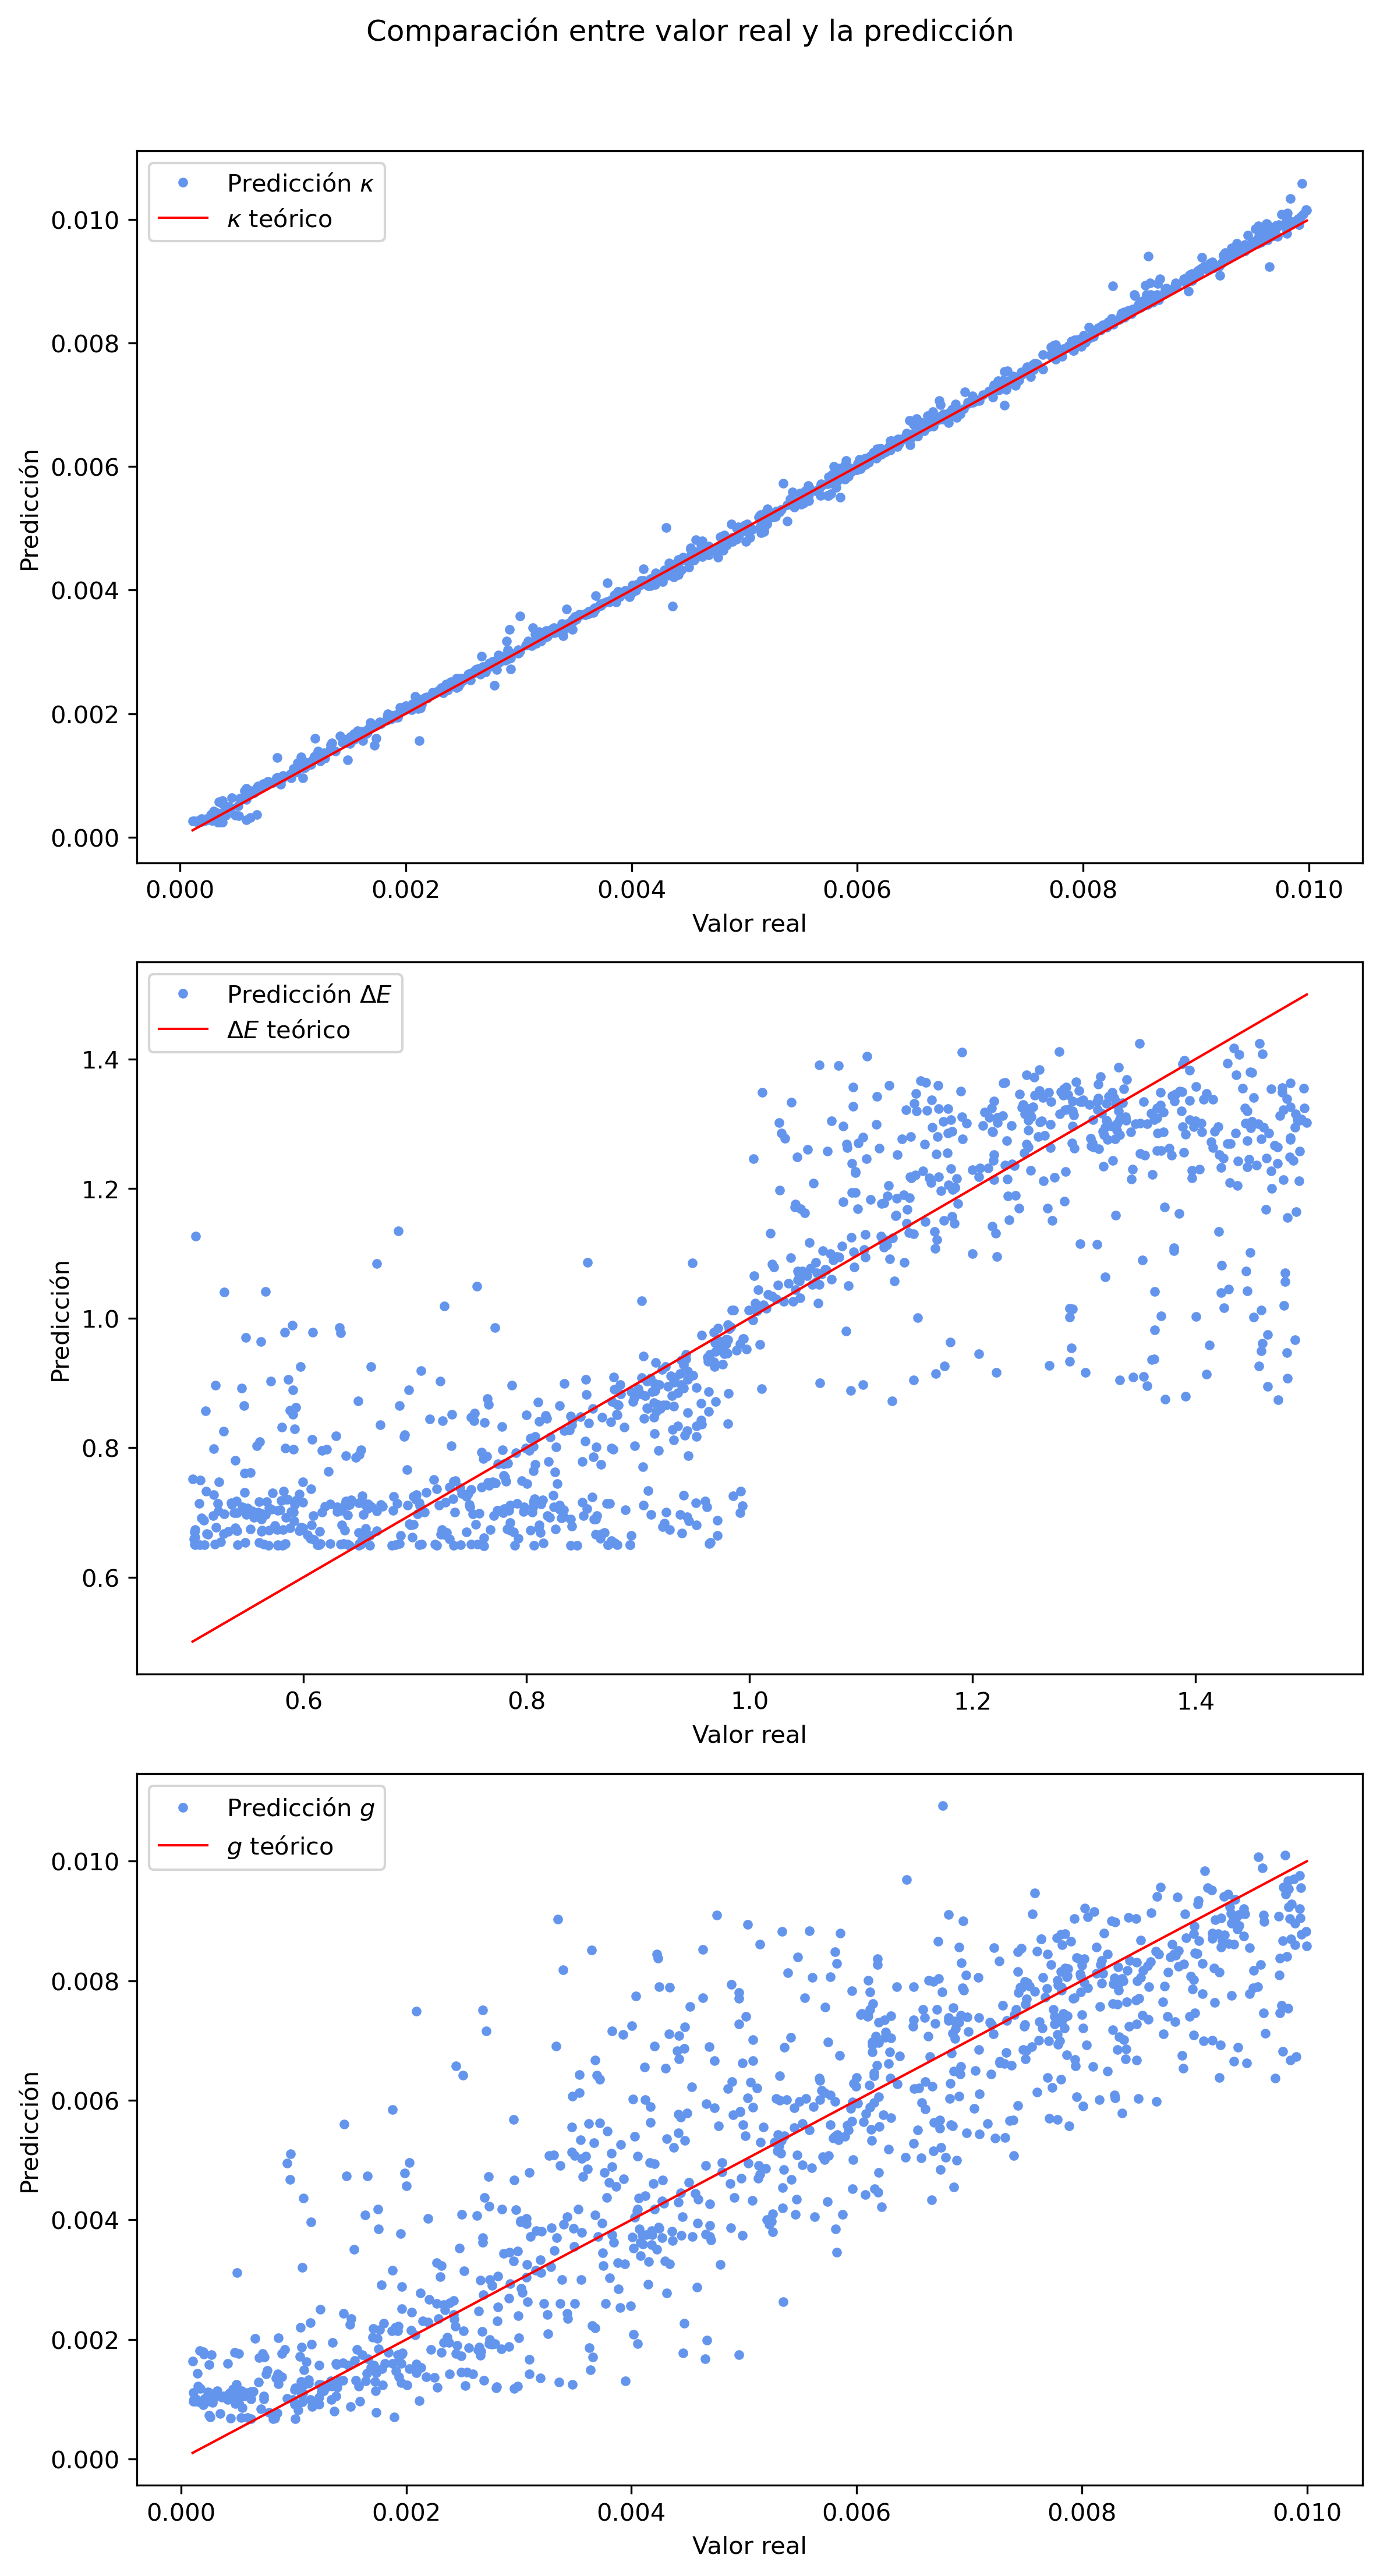 Comparación entre valor real y la predicción
Predicción κ
κ teórico
0.010
0.008
0.006
0.004
0.002
0.000
Predicción
0.000 0.002 0.004 0.006 0.008 0.010
Valor real
Predicción ΔE
ΔE teórico
1.4
1.2
1.0
0.8
0.6
Predicción
0.6 0.8 1.0 1.2 1.4
Valor real
Predicción g
g teórico
0.010
0.008
0.006
0.004
0.002
0.000
Predicción
0.000 0.002 0.004 0.006 0.008 0.010
Valor real